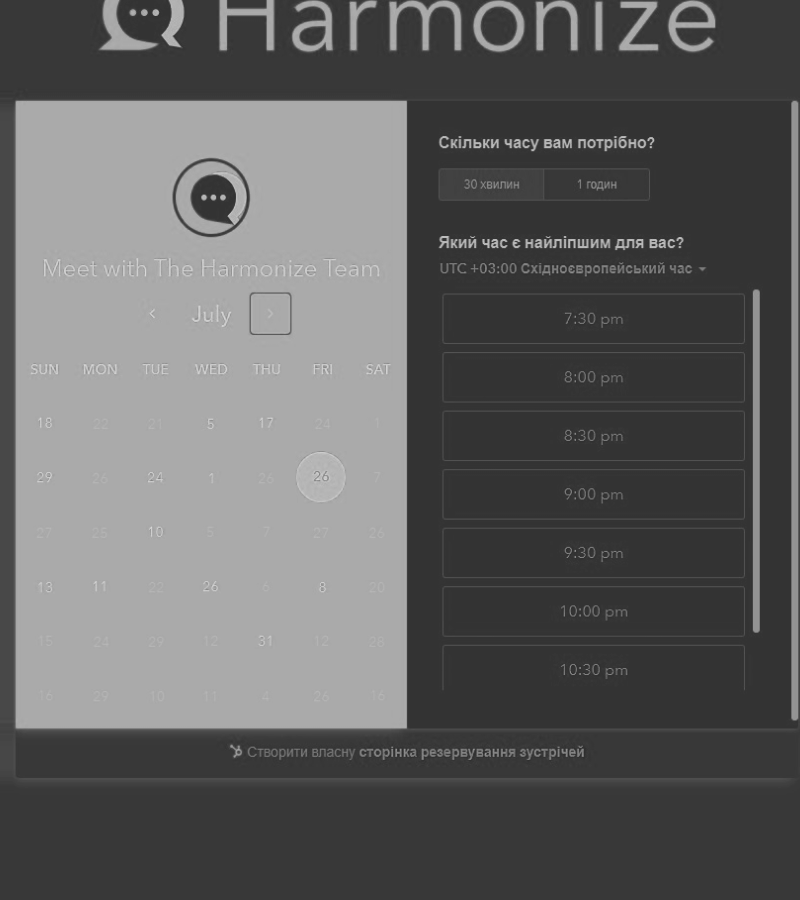 Harmonize
Meet with The Harmonize Team
July
SUN MON TUE WED THU FRI SAT
18 22 21 5 17 24 1
29 26 24 1 25 26 7
27 25 10 5 7 27 26
13 11 22 26 6 8 20
15 24 29 12 31 12 28
16 29 10 11 4 26 16
Скільки часу вам потрібно?
30 хвилин 1 годин
Який час є найліпшим для вас?
UTC +03:00 Східноєвропейський час
7:30 pm
8:00 pm
8:30 pm
9:00 pm
9:30 pm
10:00 pm
10:30 pm
Створити власну сторінка резервування зустрічей